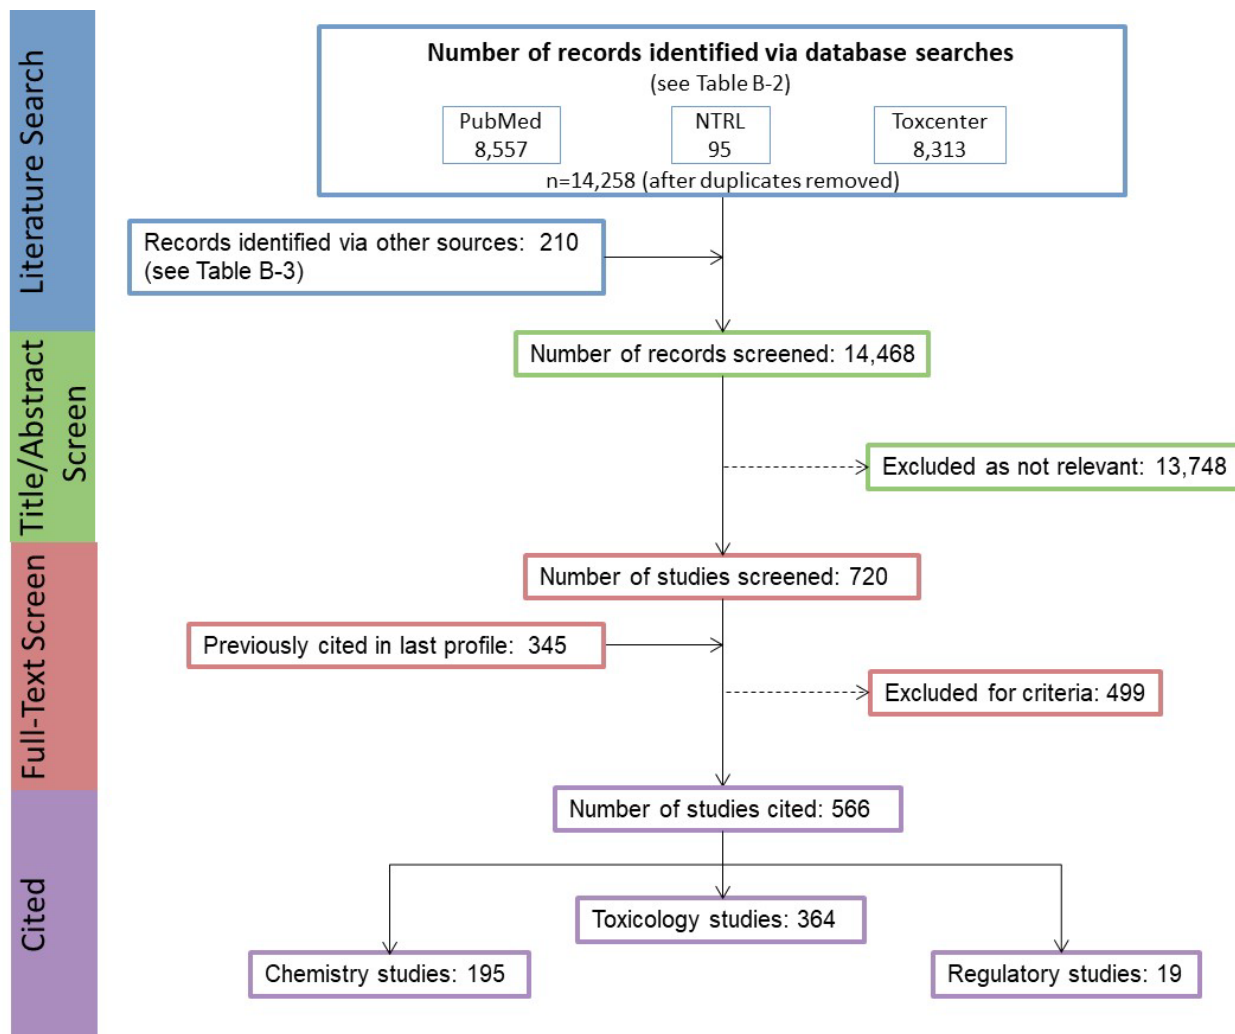 Literature Search
Number of records identified via database searches
(see Table B-2)
PubMed
8,557
NTRL
95
Toxcenter
8,313
n=14,258 (after duplicates removed)
Records identified via other sources: 210
(see Table B-3)
Title/Abstract
Screen
Number of records screened: 14,468
Excluded as not relevant: 13,748
Full-Text Screen
Number of studies screened: 720
Previously cited in last profile: 345
Excluded for criteria: 499
Cited
Number of studies cited: 566
Toxicology studies: 364
Chemistry studies: 195
Regulatory studies: 19